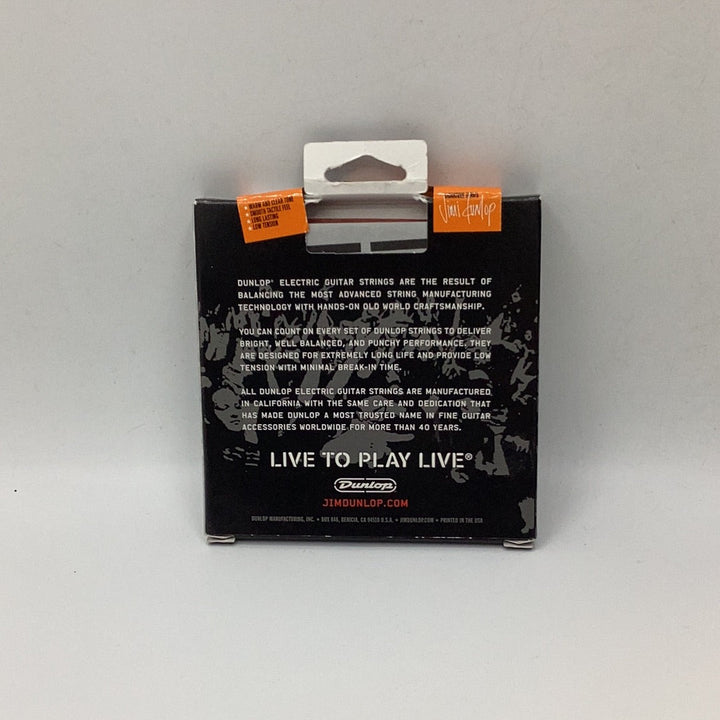 WARM AND CLEAR TONE
SMOOTH TACTILE FEEL
LONG LASTING
LOW TENSION
Jim Dunlop
DUNLOP® ELECTRIC GUITAR STRINGS ARE THE RESULT OF
BALANCING THE MOST ADVANCED STRING MANUFACTURING
TECHNOLOGY WITH HANDS-ON OLD WORLD CRAFTSMANSHIP.
YOU CAN COUNT ON EVERY SET OF DUNLOP STRINGS TO DELIVER
BRIGHT, WELL BALANCED, AND PUNCHY PERFORMANCE. THEY
ARE DESIGNED FOR EXTREMELY LONG LIFE AND PROVIDE LOW
TENSION WITH MINIMAL BREAK-IN TIME.
ALL DUNLOP ELECTRIC GUITAR STRINGS ARE MANUFACTURED
IN CALIFORNIA WITH THE SAME CARE AND DEDICATION THAT
HAS MADE DUNLOP A MOST TRUSTED NAME IN FINE GUITAR
ACCESSORIES WORLDWIDE FOR MORE THAN 40 YEARS.
LIVE TO PLAY LIVE®
Dunlop
JIMDUNLOP.COM
DUNLOP MANUFACTURING, INC. • BOX 846, BENICIA, CA 94510 U.S.A. • JIMDUNLOP.COM • PRINTED IN THE USA